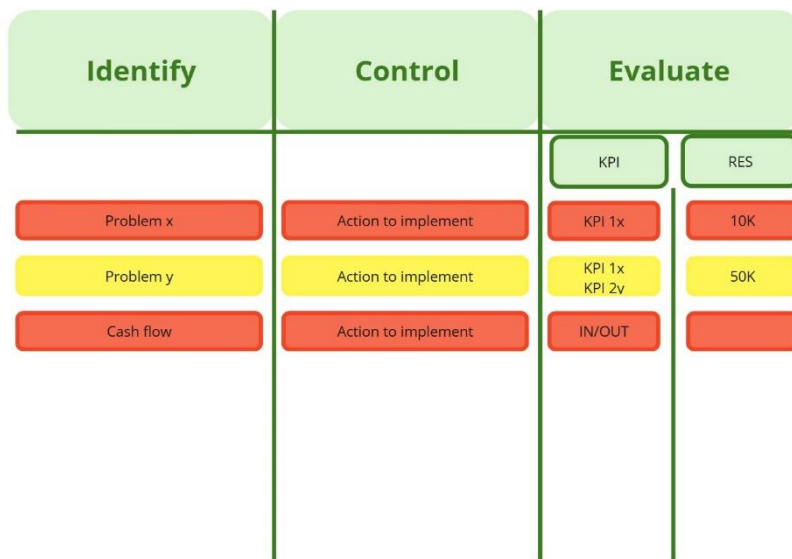 Identify
Control
Evaluate
KPI
RES
Problem x
Action to implement
KPI 1x
10K
Problem y
Action to implement
KPI 1x
KPI 2y
50K
Cash flow
Action to implement
IN/OUT